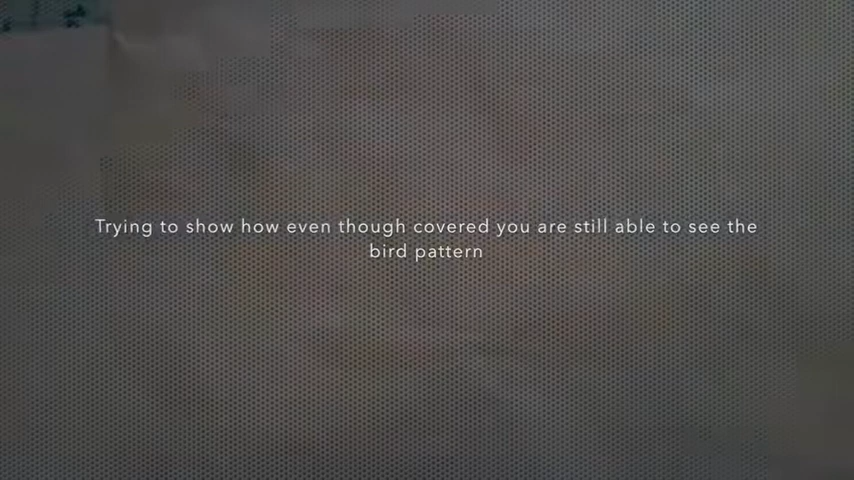 Trying to show how even though covered you are still able to see the
bird pattern